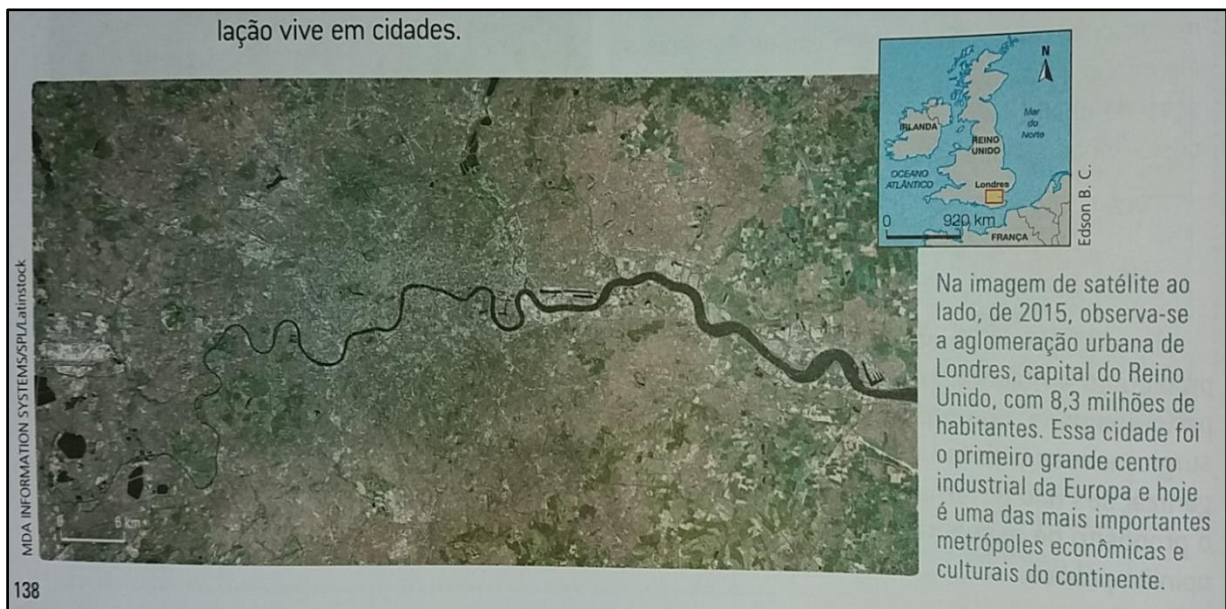 lação vive em cidades.
N
IRLANDA
REINO
UNIDO
Mar
do
Norte
OCEANO
ATLÂNTICO
Londres
0 920 km
FRANÇA
Edson B. C.
MDA INFORMATION SYSTEMS/SPL/Latinstock
0 6 km
Na imagem de satélite ao
lado, de 2015, observa-se
a aglomeração urbana de
Londres, capital do Reino
Unido, com 8,3 milhões de
habitantes. Essa cidade foi
o primeiro grande centro
industrial da Europa e hoje
é uma das mais importantes
metrópoles econômicas e
culturais do continente.
138